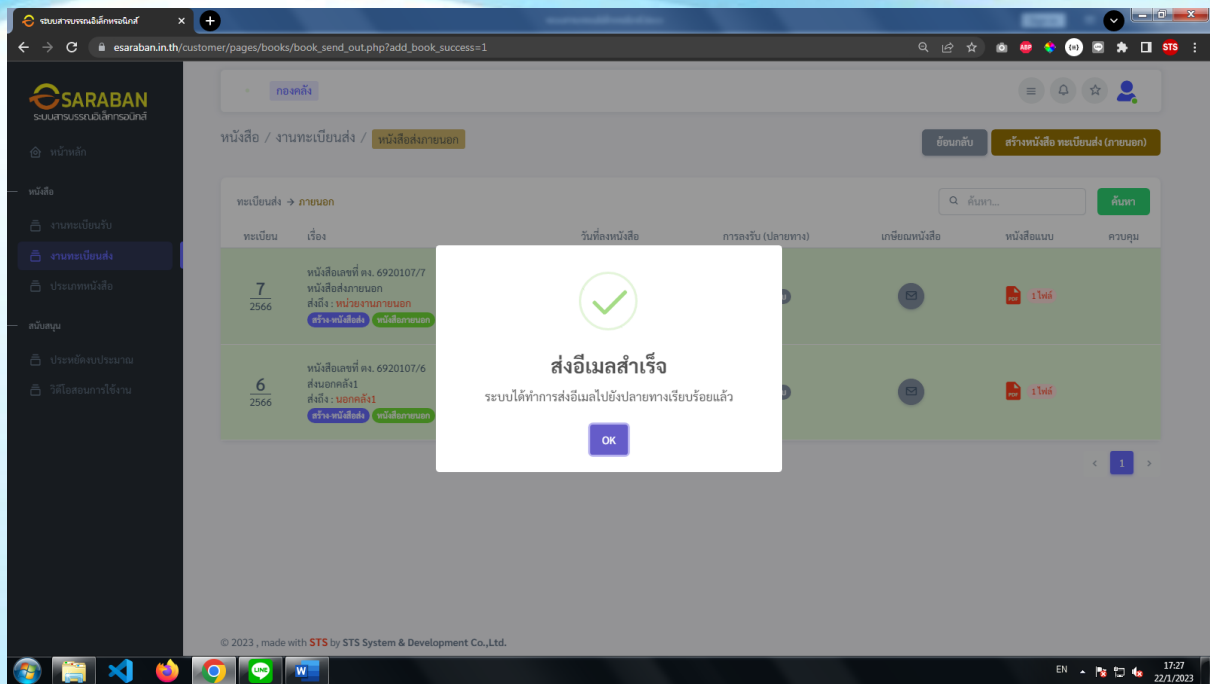 ระบบสารบรรณอิเล็กทรอนิกส์
esaraban.in.th/customer/pages/books/book_send_out.php?add_book_success=1
SARABAN
ระบบสารบรรณอิเล็กทรอนิกส์
กองคลัง
หน้าหลัก
หนังสือ / งานทะเบียนส่ง / หนังสือส่งภายนอก
ย้อนกลับ
สร้างหนังสือ ทะเบียนส่ง (ภายนอก)
หนังสือ
งานทะเบียนรับ
งานทะเบียนส่ง
ประเภทหนังสือ
สนับสนุน
ประหยัดงบประมาณ
วิดีโอสอนการใช้งาน
ทะเบียนส่ง → ภายนอก
ค้นหา...
ค้นหา
ทะเบียน เรื่อง วันที่ลงหนังสือ การลงรับ (ปลายทาง) เกษียณหนังสือ หนังสือแนบ ควบคุม
7
2566
หนังสือเลขที่ ตง. 6920107/7
หนังสือส่งภายนอก
ส่งถึง : หน่วยงานภายนอก
สร้าง-หนังสือส่ง หนังสือภายนอก
PDF 1 ไฟล์
6
2566
หนังสือเลขที่ ตง. 6920107/6
ส่งนอกคลัง1
ส่งถึง : นอกคลัง1
สร้าง-หนังสือส่ง หนังสือภายนอก
PDF 1 ไฟล์
ส่งอีเมลสำเร็จ
ระบบได้ทำการส่งอีเมลไปยังปลายทางเรียบร้อยแล้ว
OK
1
© 2023 , made with STS by STS System & Development Co.,Ltd.
EN
17:27
22/1/2023